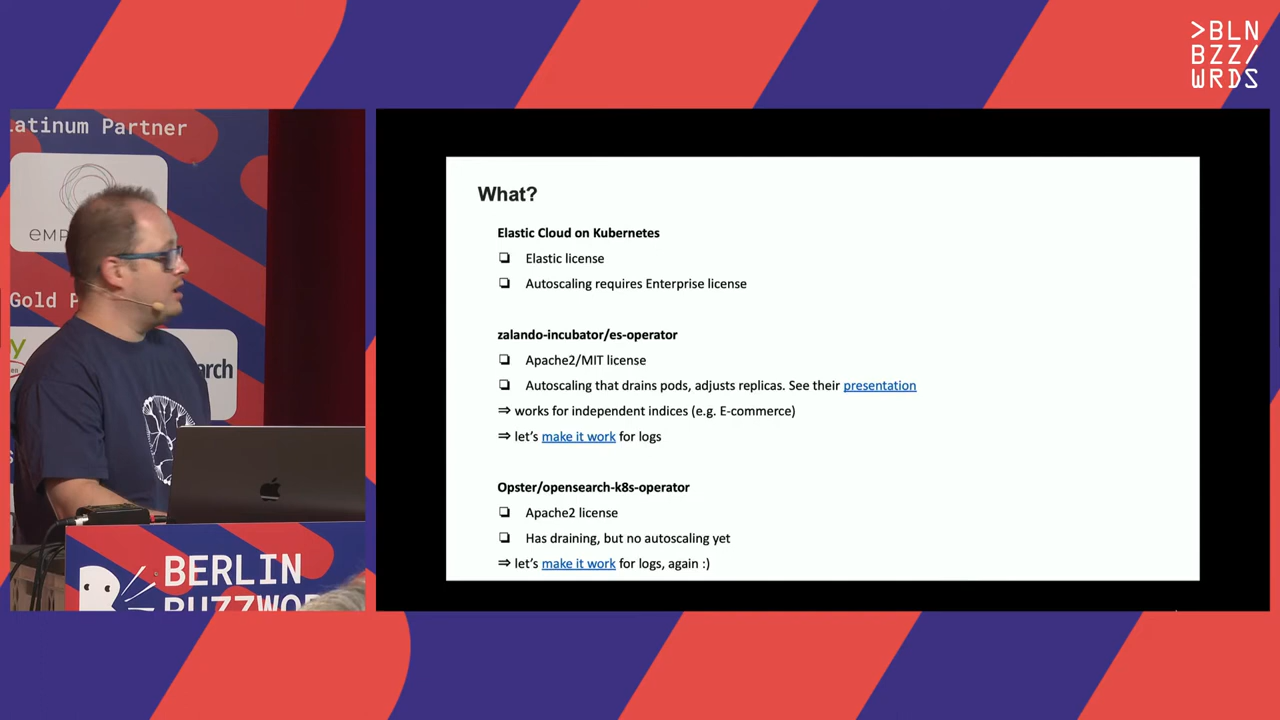 >BLN
BZZ/
WRDS
Platinum Partner
Gold
What?
Elastic Cloud on Kubernetes
❏ Elastic license
❏ Autoscaling requires Enterprise license
zalando-incubator/es-operator
❏ Apache2/MIT license
❏ Autoscaling that drains pods, adjusts replicas. See their presentation
⇒ works for independent indices (e.g. E-commerce)
⇒ let's make it work for logs
Opster/opensearch-k8s-operator
❏ Apache2 license
❏ Has draining, but no autoscaling yet
⇒ let's make it work for logs, again :)
BERLIN